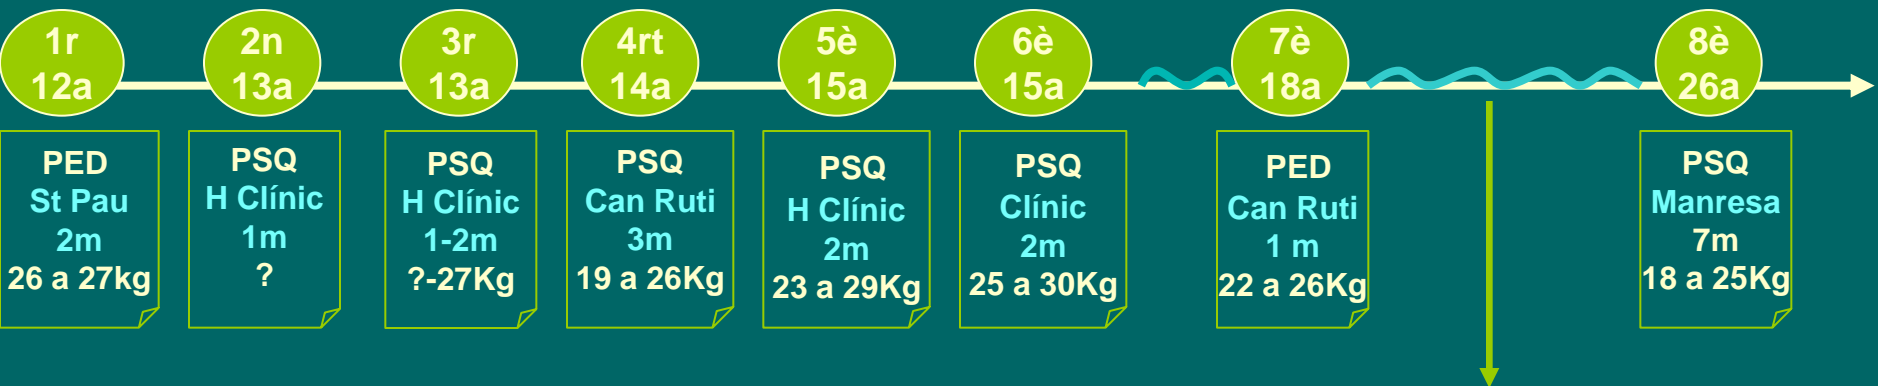 1r
12a
2n
13a
3r
13a
4rt
14a
5è
15a
6è
15a
7è
18a
8è
26a
PED
St Pau
2m
26 a 27kg
PSQ
H Clínic
1m
?
PSQ
H Clínic
1-2m
?-27Kg
PSQ
Can Ruti
3m
19 a 26Kg
PSQ
H Clínic
2m
23 a 29Kg
PSQ
Clínic
2m
25 a 30Kg
PED
Can Ruti
1 m
22 a 26Kg
PSQ
Manresa
7m
18 a 25Kg